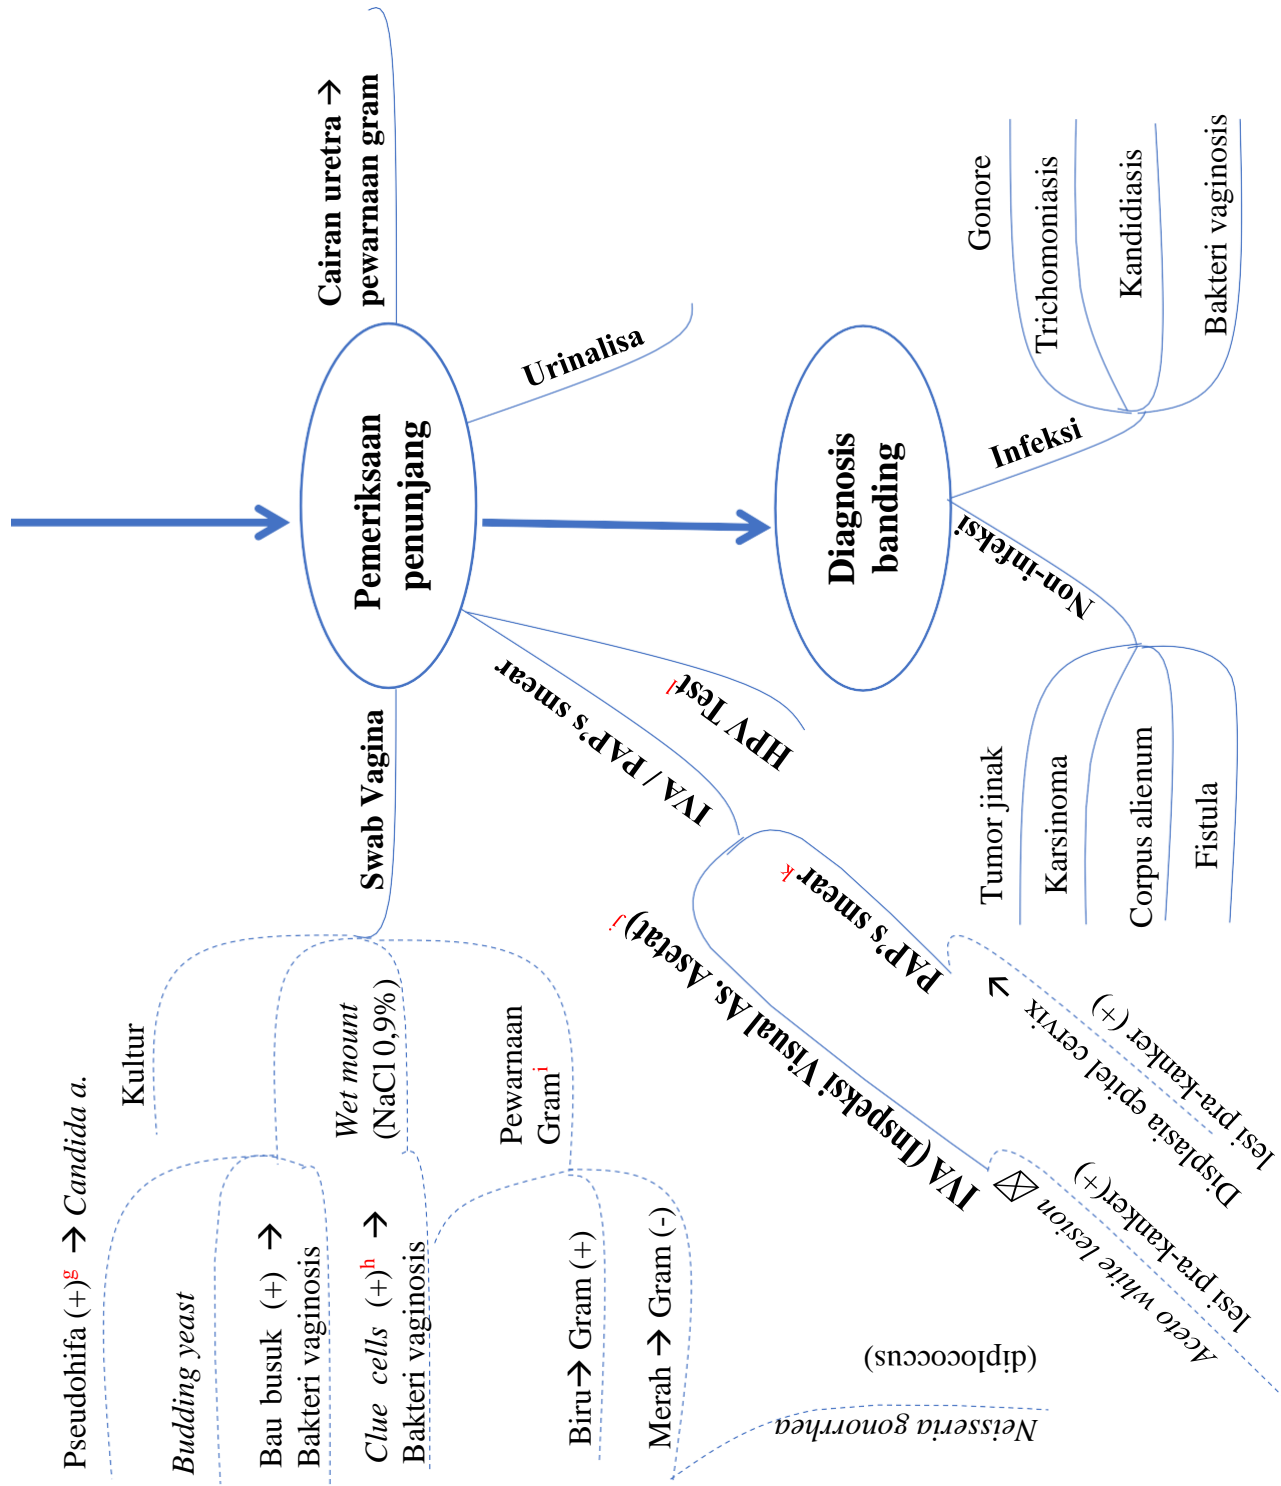 Cairan uretra →
pewarnaan gram
Pemeriksaan
penunjang
Urinalisa
Swab Vagina
Kultur
Pseudohifa (+)g → Candida a.
Budding yeast
Bau busuk (+) →
Bakteri vaginosis
Wet mount
(NaCl 0,9%)
Clue cells (+)h →
Bakteri vaginosis
Pewarnaan
Grami
Biru→ Gram (+)
Merah → Gram (-)
Neisseria gonorrhea
(diplococcus)
IVA / PAP's smear
HPV Testl
IVA (Inspeksi Visual As. Asetat)j
Aceto white lesion
lesi pra-kanker(+)
PAP's smeark
Displasia epitel cervix →
lesi pra-kanker (+)
Diagnosis
banding
Infeksi
Gonore
Trichomoniasis
Kandidiasis
Bakteri vaginosis
Non-infeksi
Tumor jinak
Karsinoma
Corpus alienum
Fistula